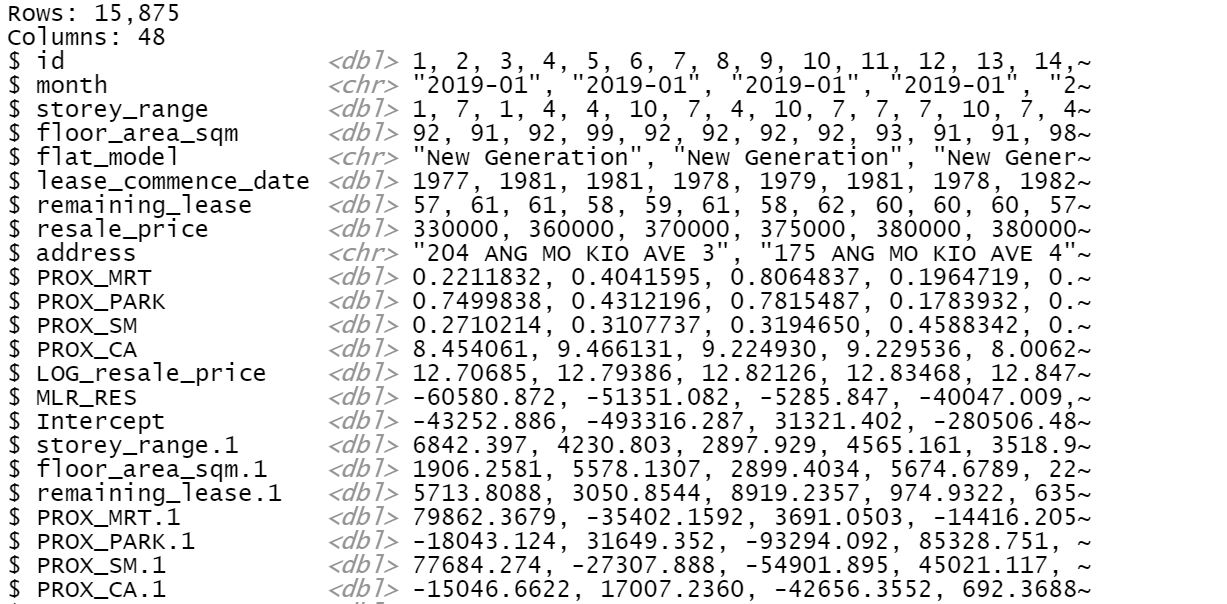 Rows: 15,875
Columns: 48
$ id <dbl> 1, 2, 3, 4, 5, 6, 7, 8, 9, 10, 11, 12, 13, 14,~
$ month <chr> "2019-01", "2019-01", "2019-01", "2019-01", "2~
$ storey_range <dbl> 1, 7, 1, 4, 4, 10, 7, 4, 10, 7, 7, 7, 10, 7, 4~
$ floor_area_sqm <dbl> 92, 91, 92, 99, 92, 92, 92, 92, 93, 91, 91, 98~
$ flat_model <chr> "New Generation", "New Generation", "New Gener~
$ lease_commence_date <dbl> 1977, 1981, 1981, 1978, 1979, 1981, 1978, 1982~
$ remaining_lease <dbl> 57, 61, 61, 58, 59, 61, 58, 62, 60, 60, 60, 57~
$ resale_price <dbl> 330000, 360000, 370000, 375000, 380000, 380000~
$ address <chr> "204 ANG MO KIO AVE 3", "175 ANG MO KIO AVE 4"~
$ PROX_MRT <dbl> 0.2211832, 0.4041595, 0.8064837, 0.1964719, 0.~
$ PROX_PARK <dbl> 0.7499838, 0.4312196, 0.7815487, 0.1783932, 0.~
$ PROX_SM <dbl> 0.2710214, 0.3107737, 0.3194650, 0.4588342, 0.~
$ PROX_CA <dbl> 8.454061, 9.466131, 9.224930, 9.229536, 8.0062~
$ LOG_resale_price <dbl> 12.70685, 12.79386, 12.82126, 12.83468, 12.847~
$ MLR_RES <dbl> -60580.872, -51351.082, -5285.847, -40047.009,~
$ Intercept <dbl> -43252.886, -493316.287, 31321.402, -280506.48~
$ storey_range.1 <dbl> 6842.397, 4230.803, 2897.929, 4565.161, 3518.9~
$ floor_area_sqm.1 <dbl> 1906.2581, 5578.1307, 2899.4034, 5674.6789, 22~
$ remaining_lease.1 <dbl> 5713.8088, 3050.8544, 8919.2357, 974.9322, 635~
$ PROX_MRT.1 <dbl> 79862.3679, -35402.1592, 3691.0503, -14416.205~
$ PROX_PARK.1 <dbl> -18043.124, 31649.352, -93294.092, 85328.751, ~
$ PROX_SM.1 <dbl> 77684.274, -27307.888, -54901.895, 45021.117, ~
$ PROX_CA.1 <dbl> -15046.6622, 17007.2360, -42656.3552, 692.3688~